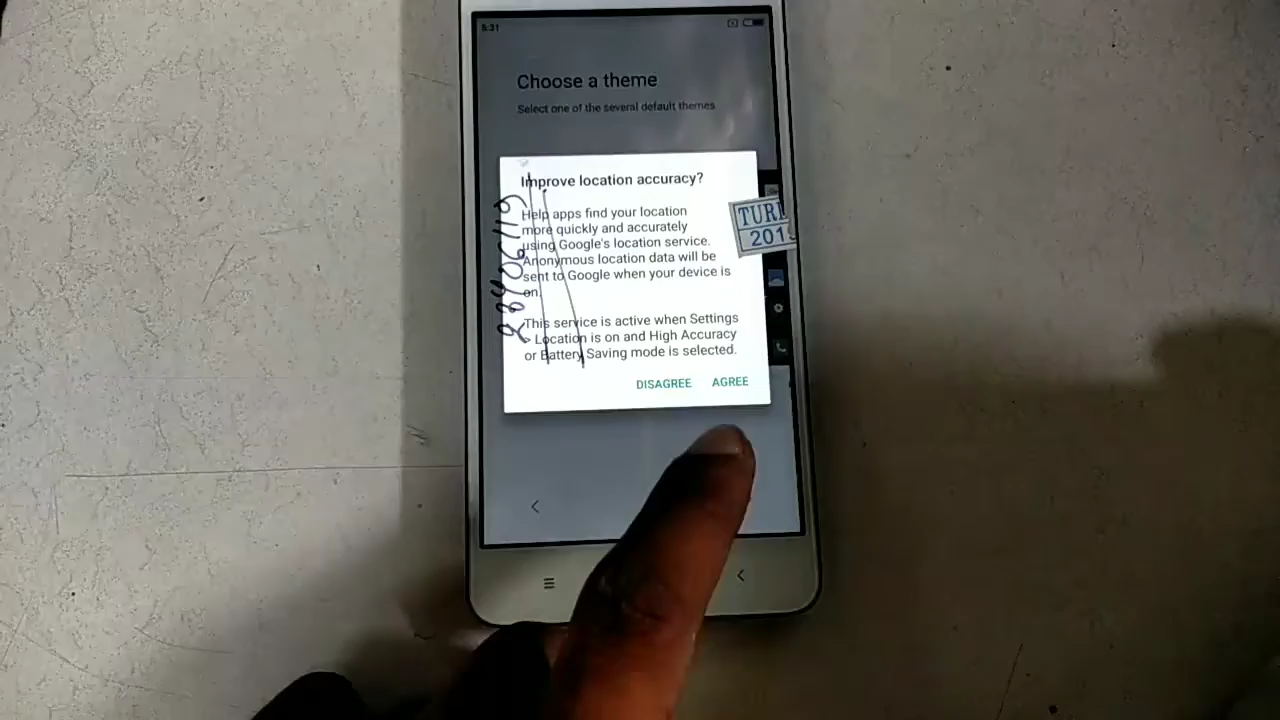 5:31
Choose a theme
Select one of the several default themes
Improve location accuracy?
Help apps find your location
more quickly and accurately
using Google's location service.
Anonymous location data will be
sent to Google when your device is
on.
This service is active when Settings
> Location is on and High Accuracy
or Battery Saving mode is selected.
DISAGREE AGREE
201